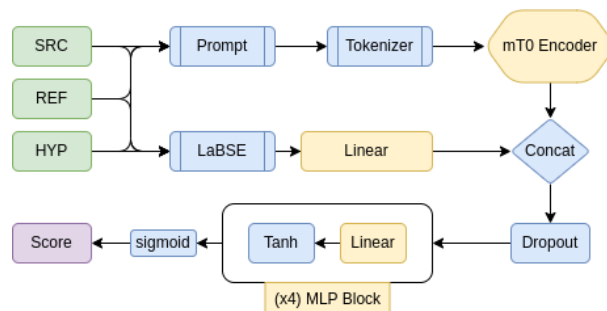 SRC
Prompt
Tokenizer
mT0 Encoder
REF
HYP
LaBSE
Linear
Concat
Score
sigmoid
Tanh
Linear
Dropout
(x4) MLP Block